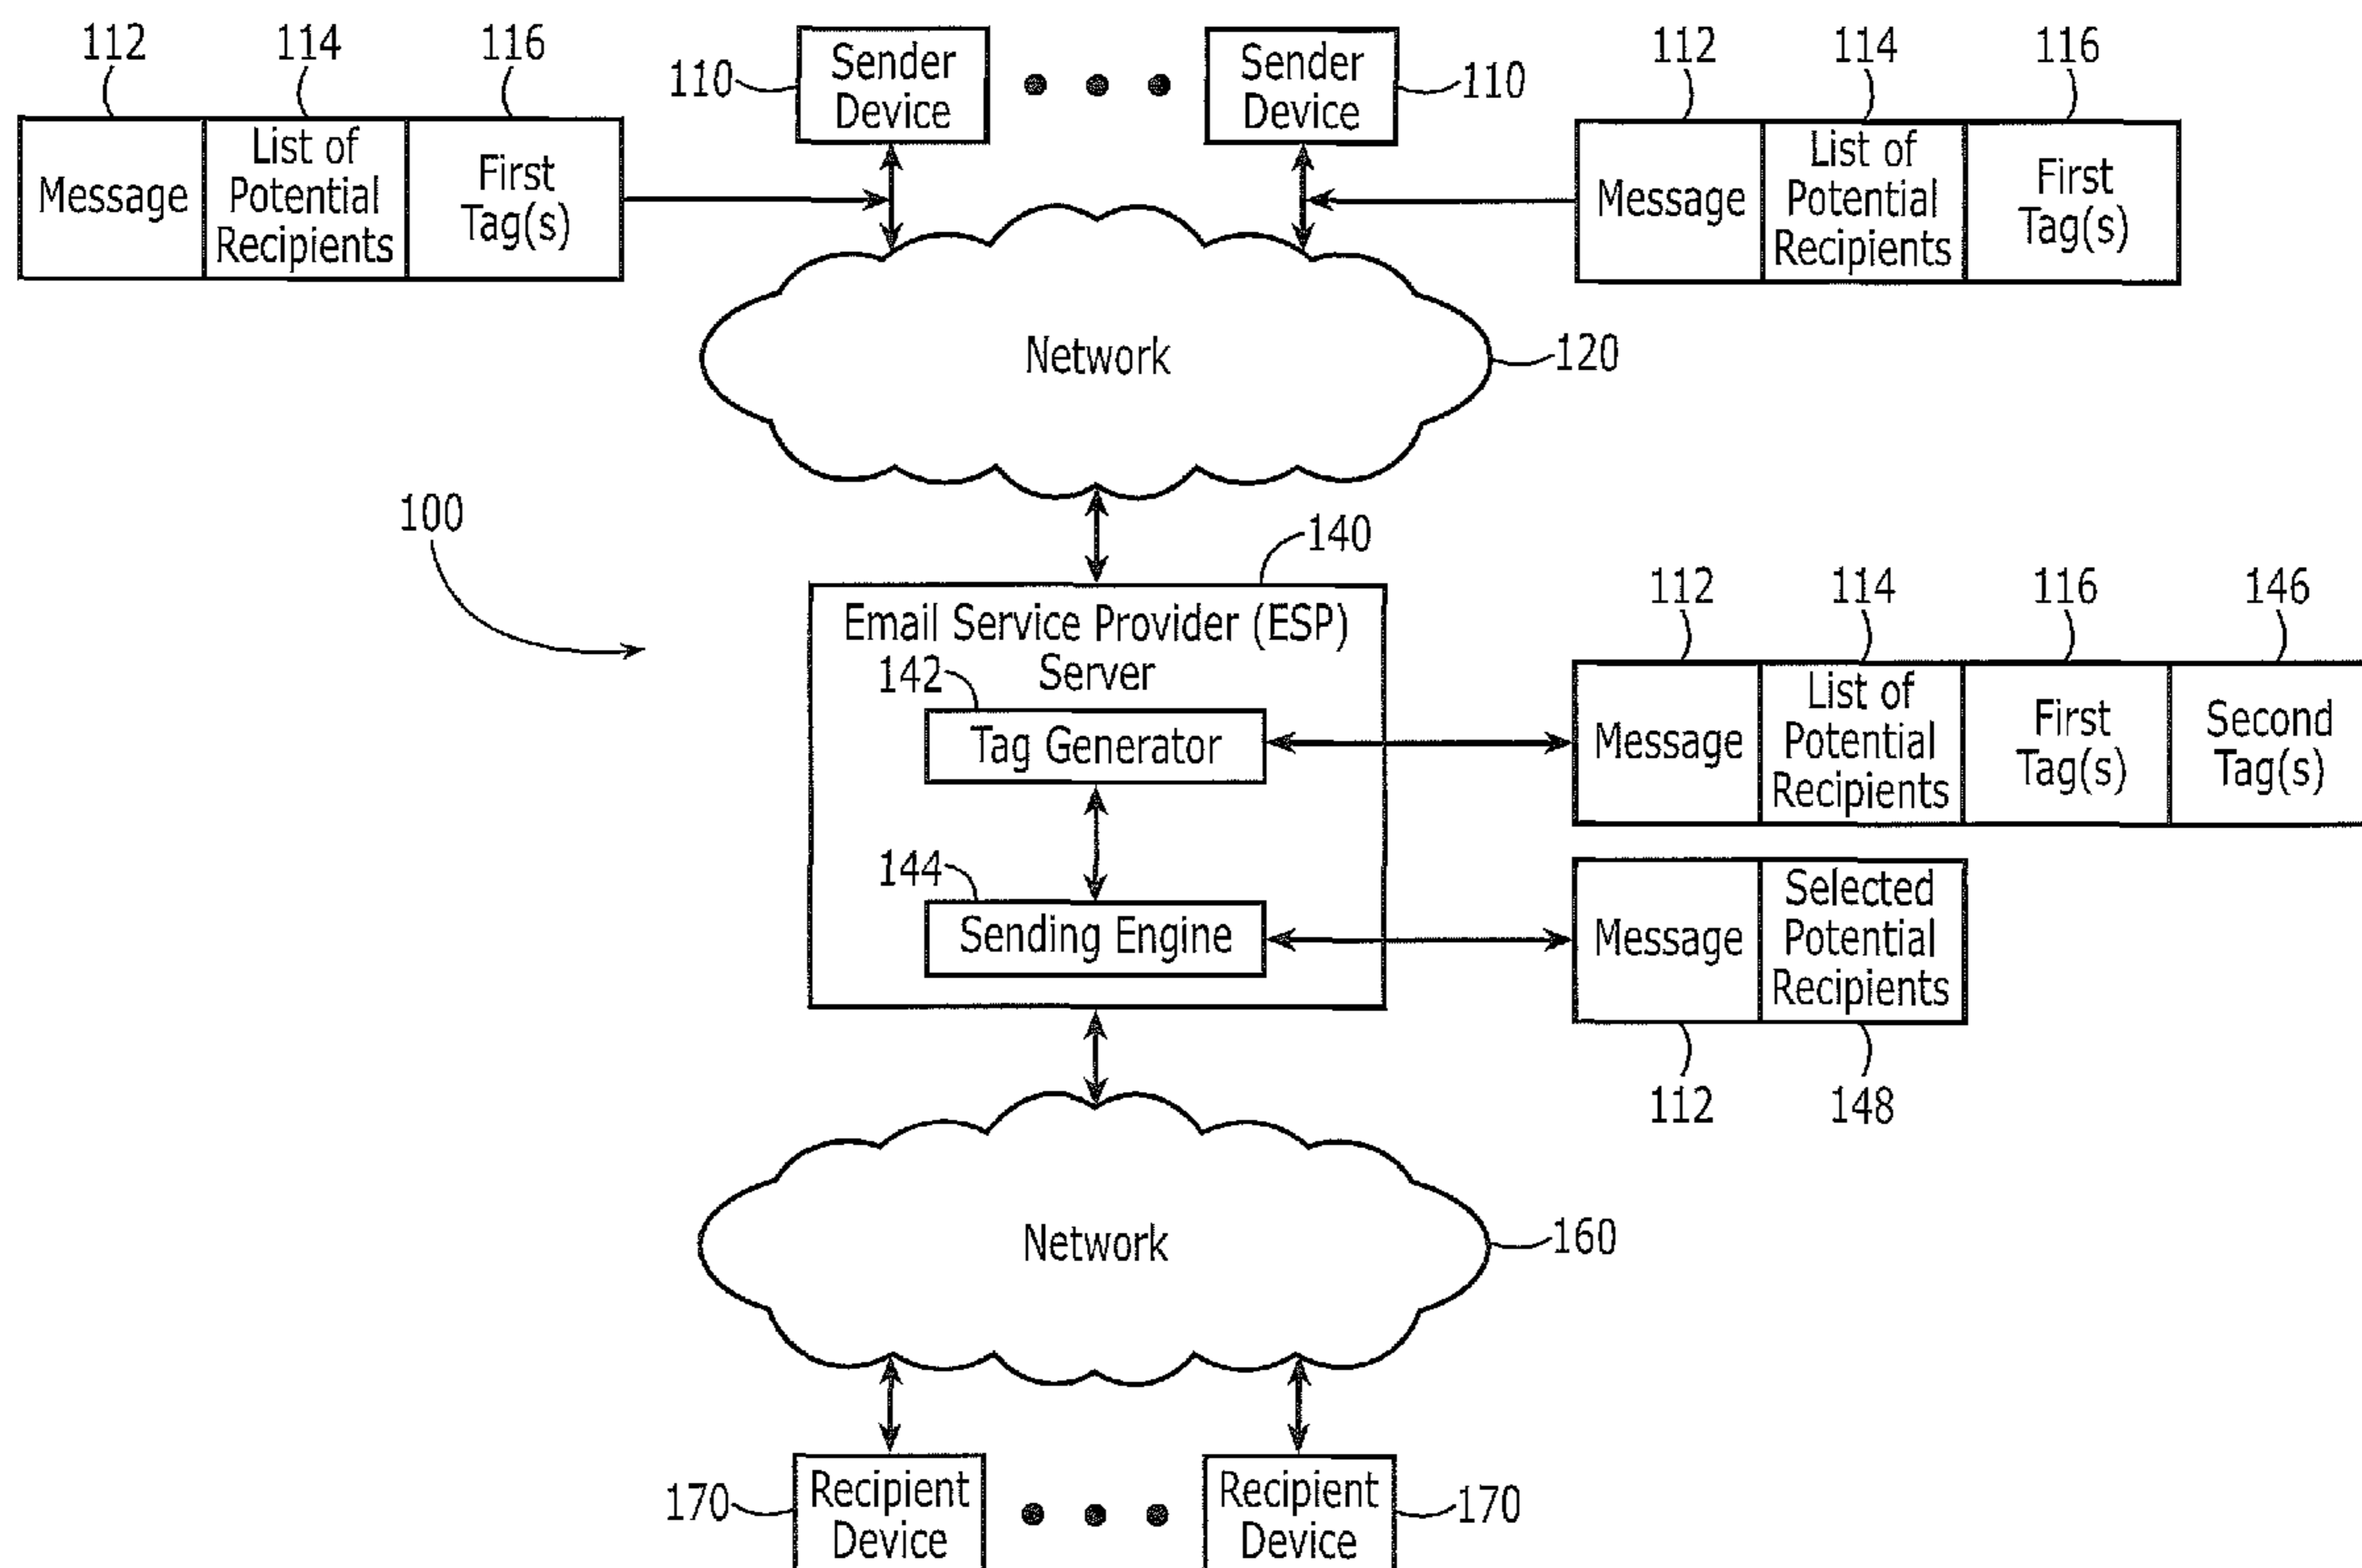 112
114
116
Message
List of
Potential
Recipients
First
Tag(s)
110
Sender
Device
Sender
Device
110
112
114
116
Message
List of
Potential
Recipients
First
Tag(s)
Network
120
100
140
Email Service Provider (ESP)
Server
142
Tag Generator
144
Sending Engine
112
114
116
146
Message
List of
Potential
Recipients
First
Tag(s)
Second
Tag(s)
Message
Selected
Potential
Recipients
112
148
Network
160
170
Recipient
Device
Recipient
Device
170